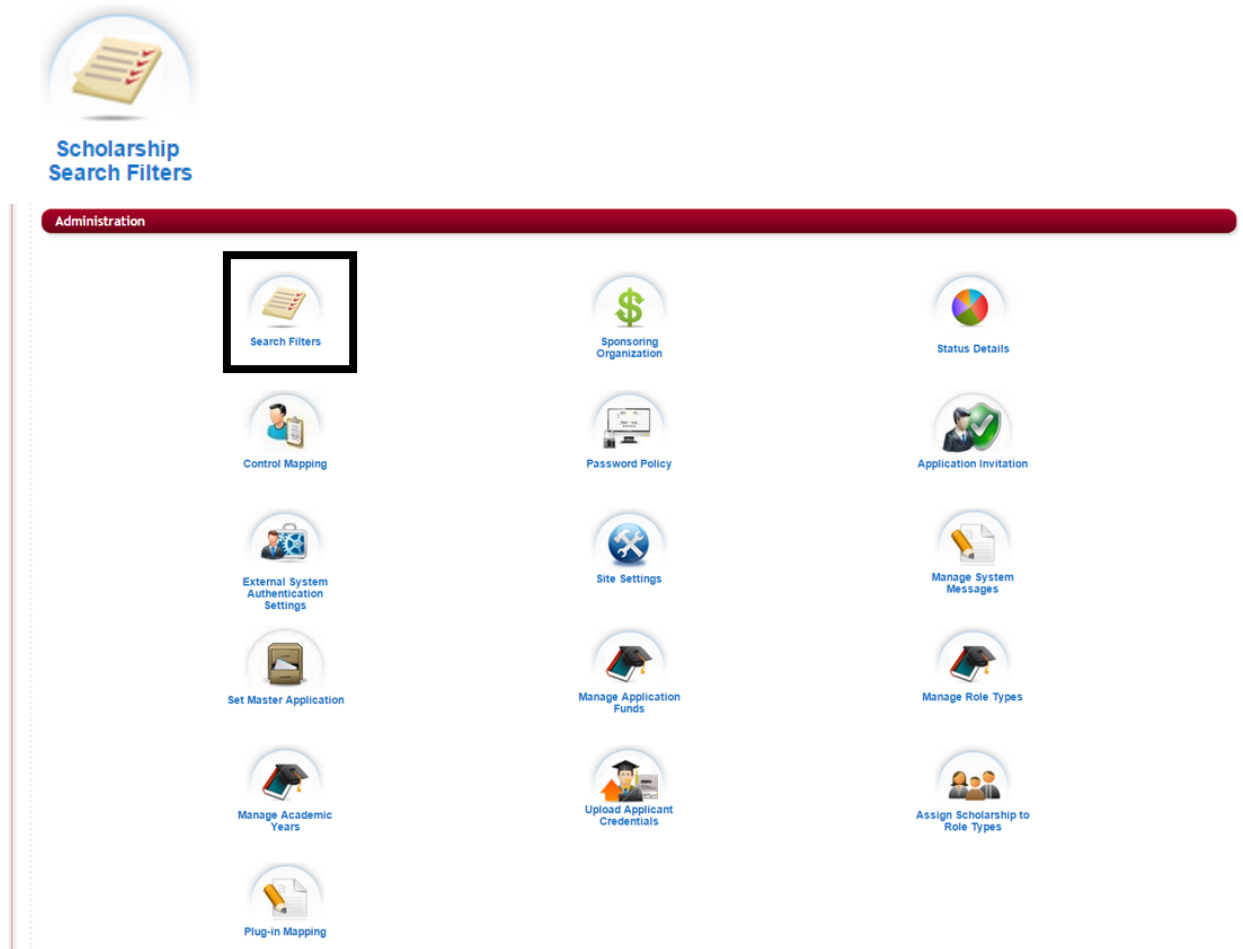 Scholarship
Search Filters
Administration
Search Filters
Sponsoring
Organization
Status Details
Control Mapping
Password Policy
Application Invitation
External System
Authentication
Settings
Site Settings
Manage System
Messages
Set Master Application
Manage Application
Funds
Manage Role Types
Manage Academic
Years
Upload Applicant
Credentials
Assign Scholarship to
Role Types
Plug-in Mapping